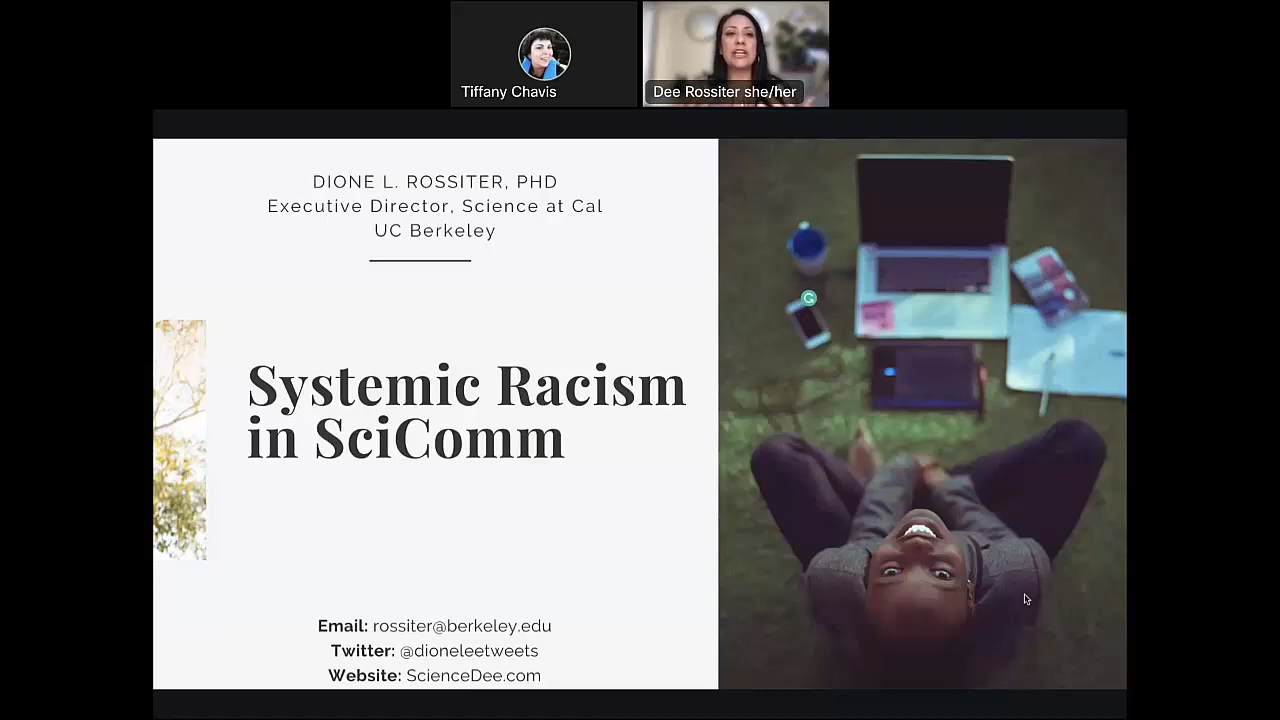 Tiffany Chavis
Dee Rossiter she/her
DIONE L. ROSSITER, PHD
Executive Director, Science at Cal
UC Berkeley
Systemic Racism
in SciComm
Email: rossiter@berkeley.edu
Twitter: @dioneleetweets
Website: ScienceDee.com